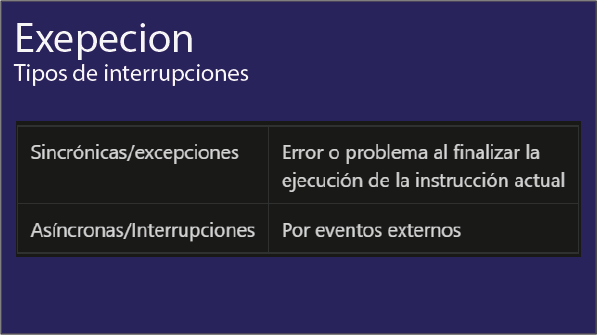 Exepecion
Tipos de interrupciones
Sincrónicas/excepciones
Error o problema al finalizar la
ejecución de la instrucción actual
Asíncronas/Interrupciones
Por eventos externos